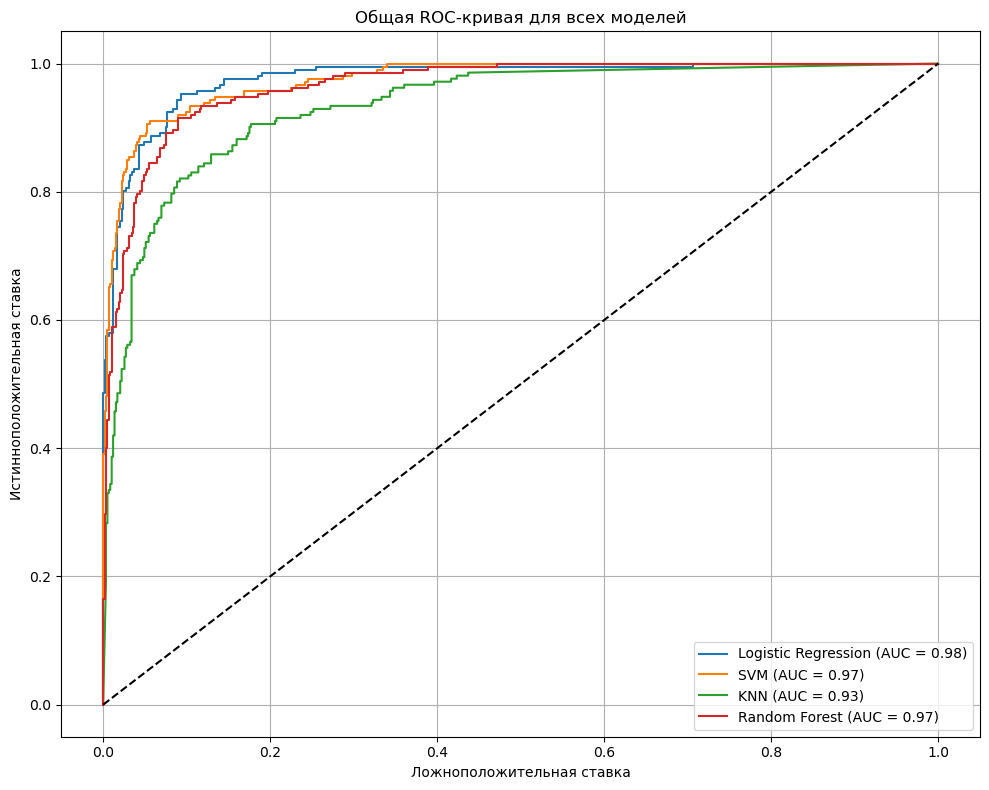 Общая ROC-кривая для всех моделей
Истинноположительная ставка
1.0
0.8
0.6
0.4
0.2
0.0
0.0
0.2
0.4
0.6
0.8
1.0
Ложноположительная ставка
Logistic Regression (AUC = 0.98)
SVM (AUC = 0.97)
KNN (AUC = 0.93)
Random Forest (AUC = 0.97)